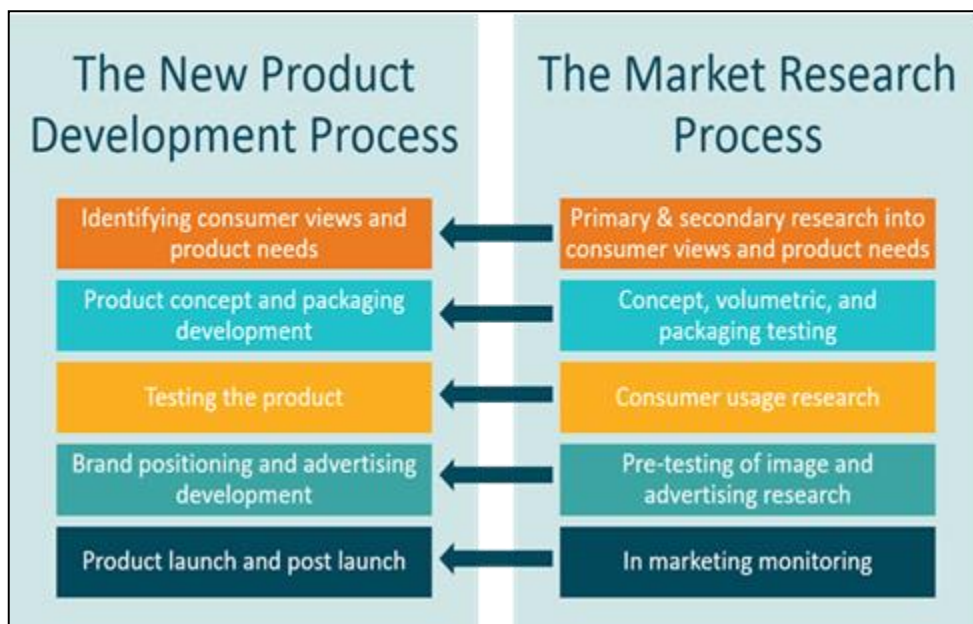 The New Product
Development Process
Identifying consumer views and
product needs
Product concept and packaging
development
Testing the product
Brand positioning and advertising
development
Product launch and post launch
The Market Research
Process
Primary & secondary research into
consumer views and product needs
Concept, volumetric, and
packaging testing
Consumer usage research
Pre-testing of image and
advertising research
In marketing monitoring